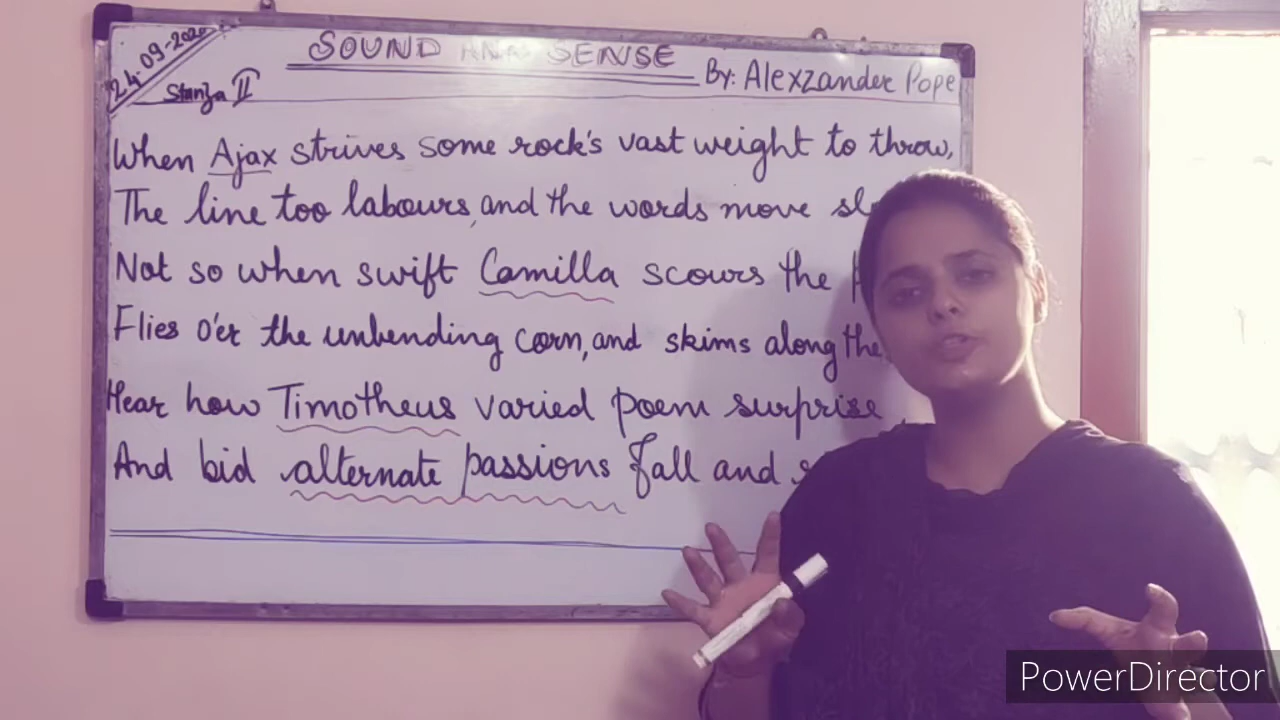 24.09-2020
SOUND AND SENSE
By: Alexzander Pope
Stanza II
When Ajax strives some rock's vast weight to throw,
The line too labours, and the words move
Not so when swift Camilla scours the
Flies o'er the unbending corn, and skims along the
Hear how Timotheus varied poem surprise
And bid alternate passions fall and
PowerDirector